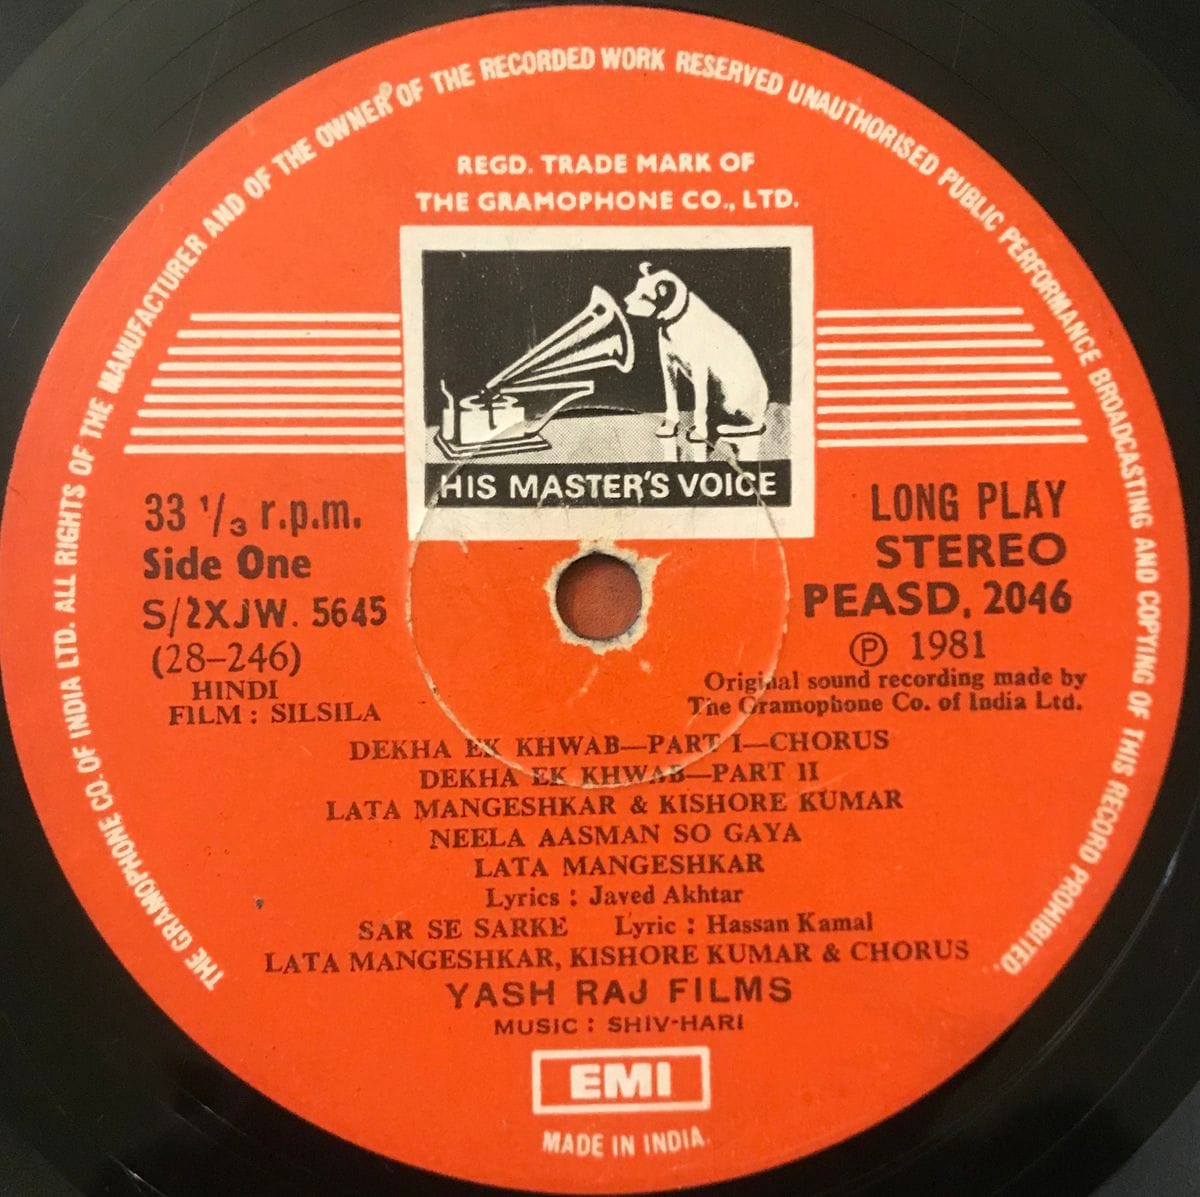 THE GRAMOPHONE CO. OF INDIA LTD. ALL RIGHTS OF THE MANUFACTURER AND OF THE OWNER OF THE RECORDED WORK RESERVED UNAUTHORISED PUBLIC PERFORMANCE BROADCASTING AND COPYING OF THIS RECORD PROHIBITED.
REGD. TRADE MARK OF
THE GRAMOPHONE CO., LTD.
HIS MASTER'S VOICE
33 1/3 r.p.m.
Side One
S/2XJW. 5645
(28–246)
HINDI
FILM : SILSILA
LONG PLAY
STEREO
PEASD, 2046
Ⓟ 1981
Original sound recording made by
The Gramophone Co. of India Ltd.
DEKHA EK KHWAB—PART I—CHORUS
DEKHA EK KHWAB—PART II
LATA MANGESHKAR & KISHORE KUMAR
NEELA AASMAN SO GAYA
LATA MANGESHKAR
Lyrics : Javed Akhtar
SAR SE SARKE Lyric : Hassan Kamal
LATA MANGESHKAR, KISHORE KUMAR & CHORUS
YASH RAJ FILMS
MUSIC : SHIV-HARI
EMI
MADE IN INDIA.